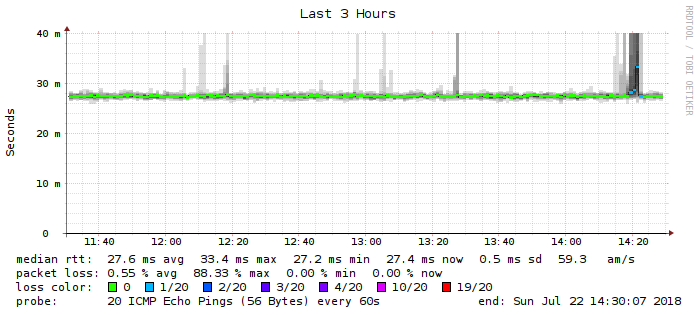 Last 3 Hours
RRDTOOL / TOBI OETIKER
Seconds
40 m
30 m
20 m
10 m
0
11:40 12:00 12:20 12:40 13:00 13:20 13:40 14:00 14:20
median rtt: 27.6 ms avg 33.4 ms max 27.2 ms min 27.4 ms now 0.5 ms sd 59.3 am/s
packet loss: 0.55 % avg 88.33 % max 0.00 % min 0.00 % now
loss color: 0 1/20 2/20 3/20 4/20 10/20 19/20
probe: 20 ICMP Echo Pings (56 Bytes) every 60s end: Sun Jul 22 14:30:07 2018